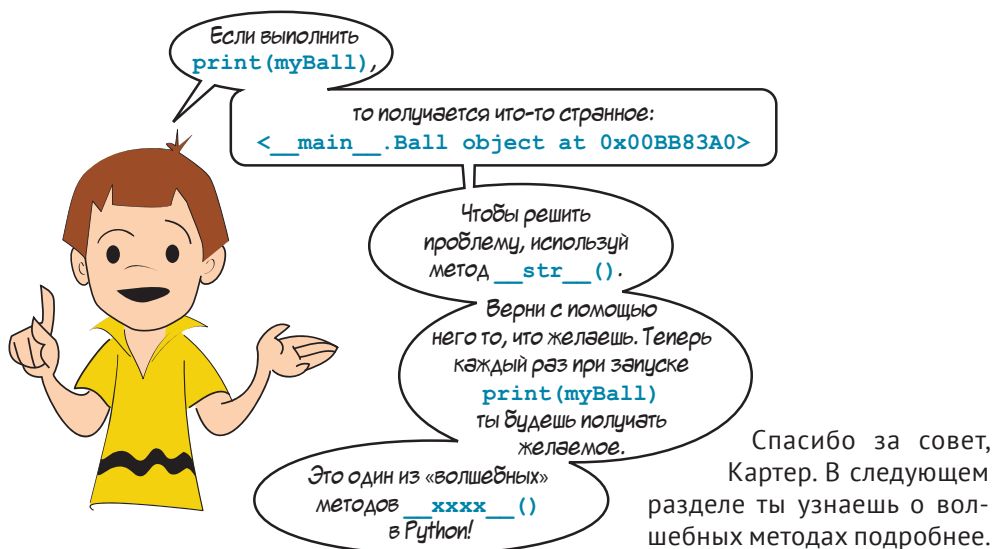 Если выполнить
print(myBall),
то получается что-то странное:
<__main__.Ball object at 0x00BB83A0>
Чтобы решить
проблему, используй
метод __str__().
Верни с помощью
него то, что желаешь. Теперь
каждый раз при запуске
print(myBall)
ты будешь получать
желаемое.
Это один из «волшебных»
методов __xxxx__()
в Python!
Спасибо за совет,
Картер. В следующем
разделе ты узнаешь о вол-
шебных методах подробнее.